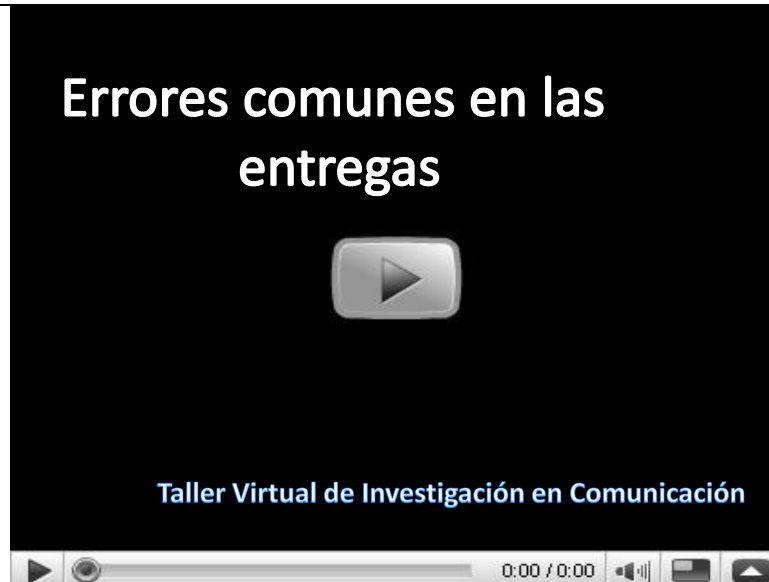 Errores comunes en las
entregas
Taller Virtual de Investigación en Comunicación
0:00 / 0:00